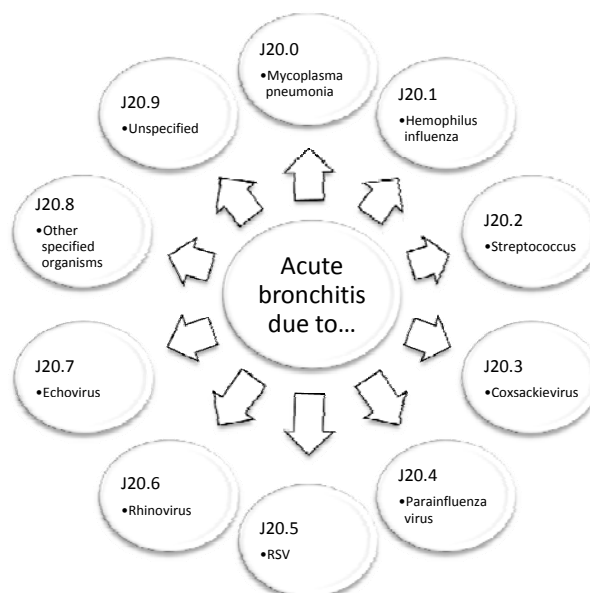 Acute
bronchitis
due to...
J20.0
•Mycoplasma
pneumonia
J20.1
•Hemophilus
influenza
J20.2
•Streptococcus
J20.3
•Coxsackievirus
J20.4
•Parainfluenza
virus
J20.5
•RSV
J20.6
•Rhinovirus
J20.7
•Echovirus
J20.8
•Other
specified
organisms
J20.9
•Unspecified